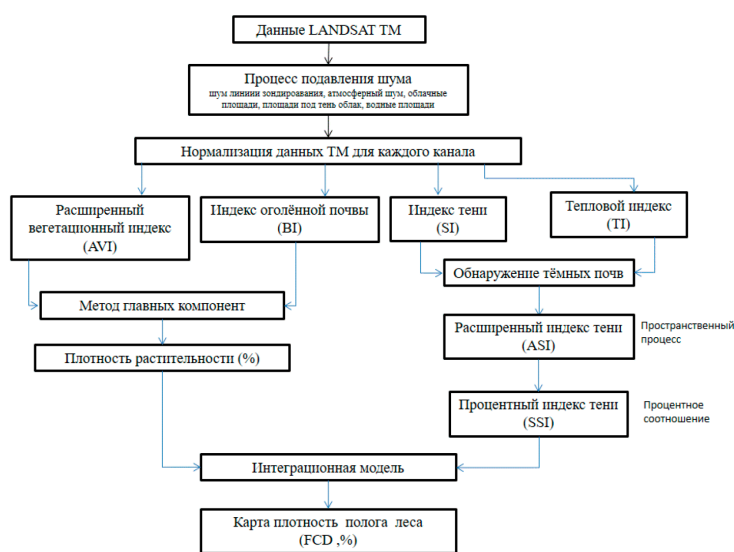 Данные LANDSAT TM
Процесс подавления шума
шум линиии зондироавания, атмосферный шум, облачные
площади, площади под тень облак, водные площади
Нормализация данных ТМ для каждого канала
Расширенный
вегетационный индекс
(AVI)
Индекс оголённой почвы
(BI)
Индекс тени
(SI)
Тепловой индекс
(TI)
Обнаружение тёмных почв
Метод главных компонент
Расширенный индекс тени
(ASI)
Пространственный
процесс
Плотность растительности (%)
Процентный индекс тени
(SSI)
Процентное
соотношение
Интеграционная модель
Карта плотность полога леса
(FCD ,%)